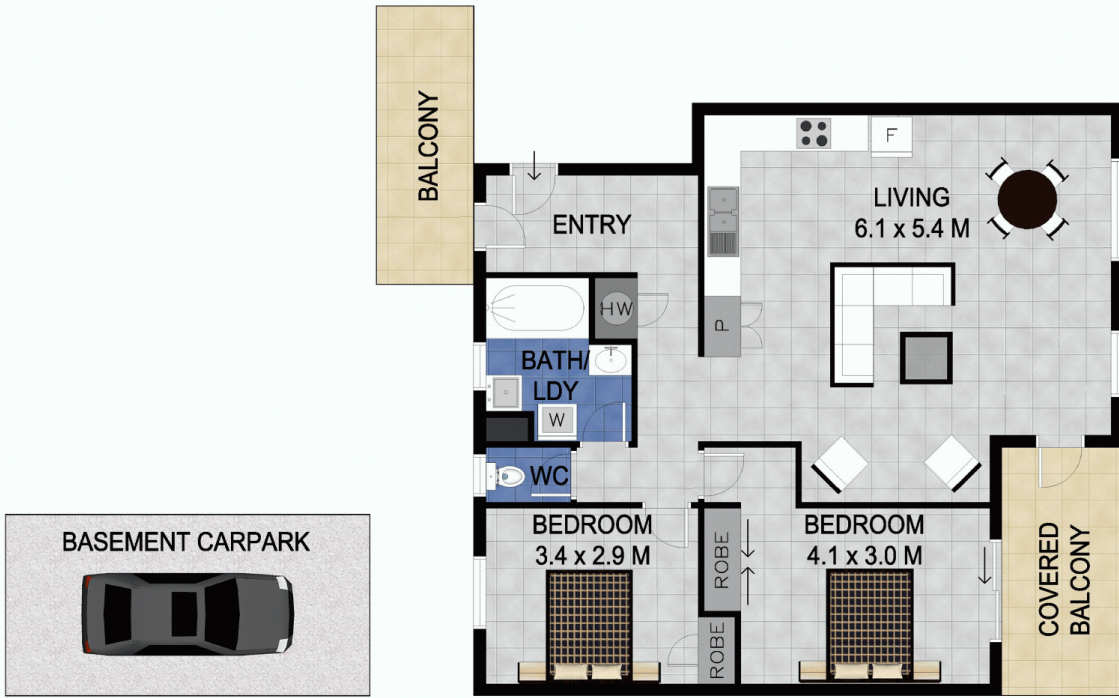 BALCONY
F
LIVING
6.1 x 5.4 M
ENTRY
HW
P
BATH/
LDY
W
WC
BEDROOM
3.4 x 2.9 M
ROBE
ROBE
BEDROOM
4.1 x 3.0 M
COVERED
BALCONY
BASEMENT CARPARK